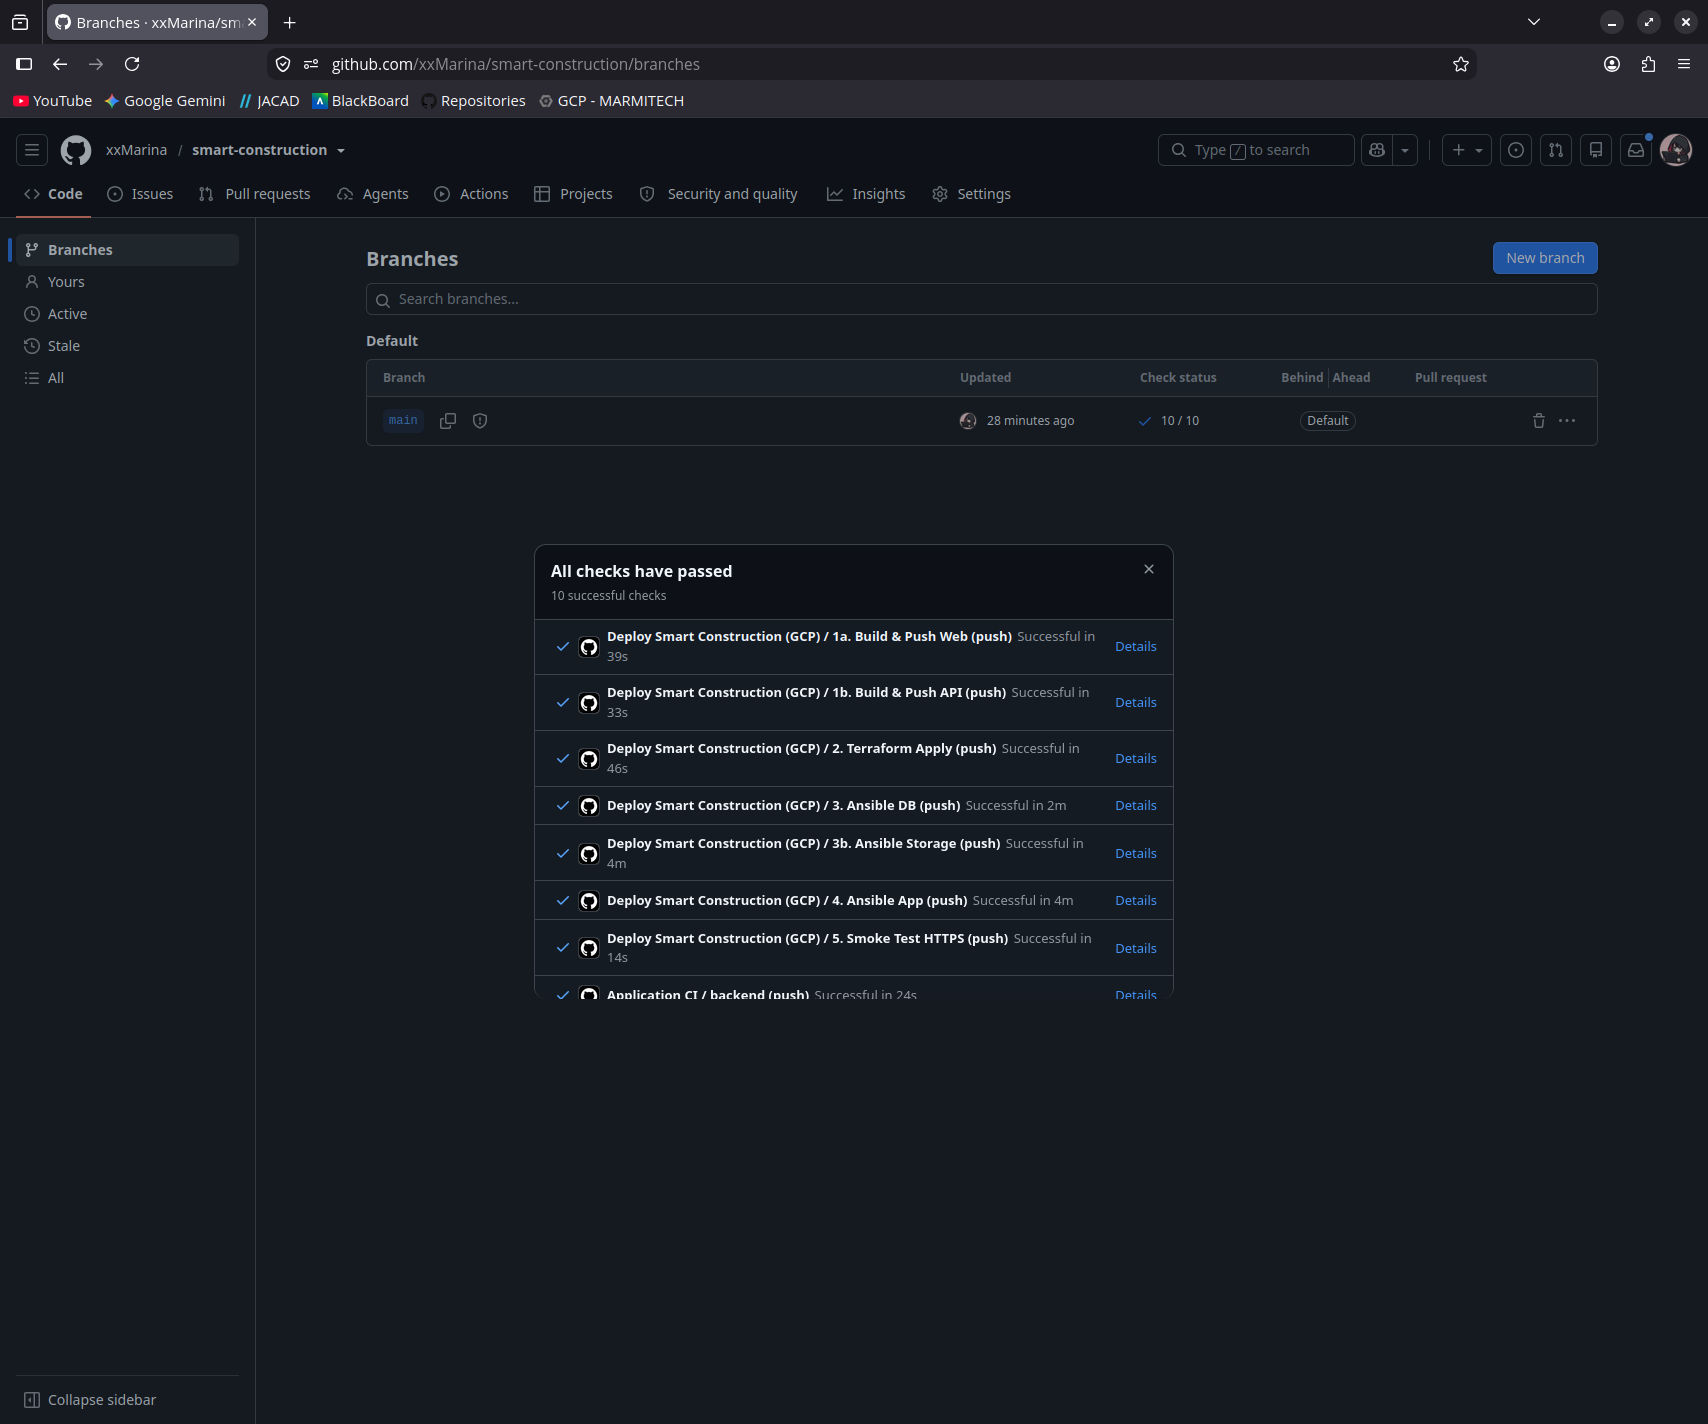 Branches · xxMarina/sm
github.com/xxMarina/smart-construction/branches
YouTube
Google Gemini
JACAD
BlackBoard
Repositories
GCP - MARMITECH
xxMarina / smart-construction
Type / to search
Code
Issues
Pull requests
Agents
Actions
Projects
Security and quality
Insights
Settings
Branches
Yours
Active
Stale
All
Branches
New branch
Search branches...
Default
Branch Updated Check status Behind Ahead Pull request
main 28 minutes ago 10 / 10 Default
All checks have passed
10 successful checks
Deploy Smart Construction (GCP) / 1a. Build & Push Web (push) Successful in
39s
Details
Deploy Smart Construction (GCP) / 1b. Build & Push API (push) Successful in
33s
Details
Deploy Smart Construction (GCP) / 2. Terraform Apply (push) Successful in
46s
Details
Deploy Smart Construction (GCP) / 3. Ansible DB (push) Successful in 2m
Details
Deploy Smart Construction (GCP) / 3b. Ansible Storage (push) Successful in
4m
Details
Deploy Smart Construction (GCP) / 4. Ansible App (push) Successful in 4m
Details
Deploy Smart Construction (GCP) / 5. Smoke Test HTTPS (push) Successful in
14s
Details
Application CI / backend (push) Successful in 24s
Details
Collapse sidebar